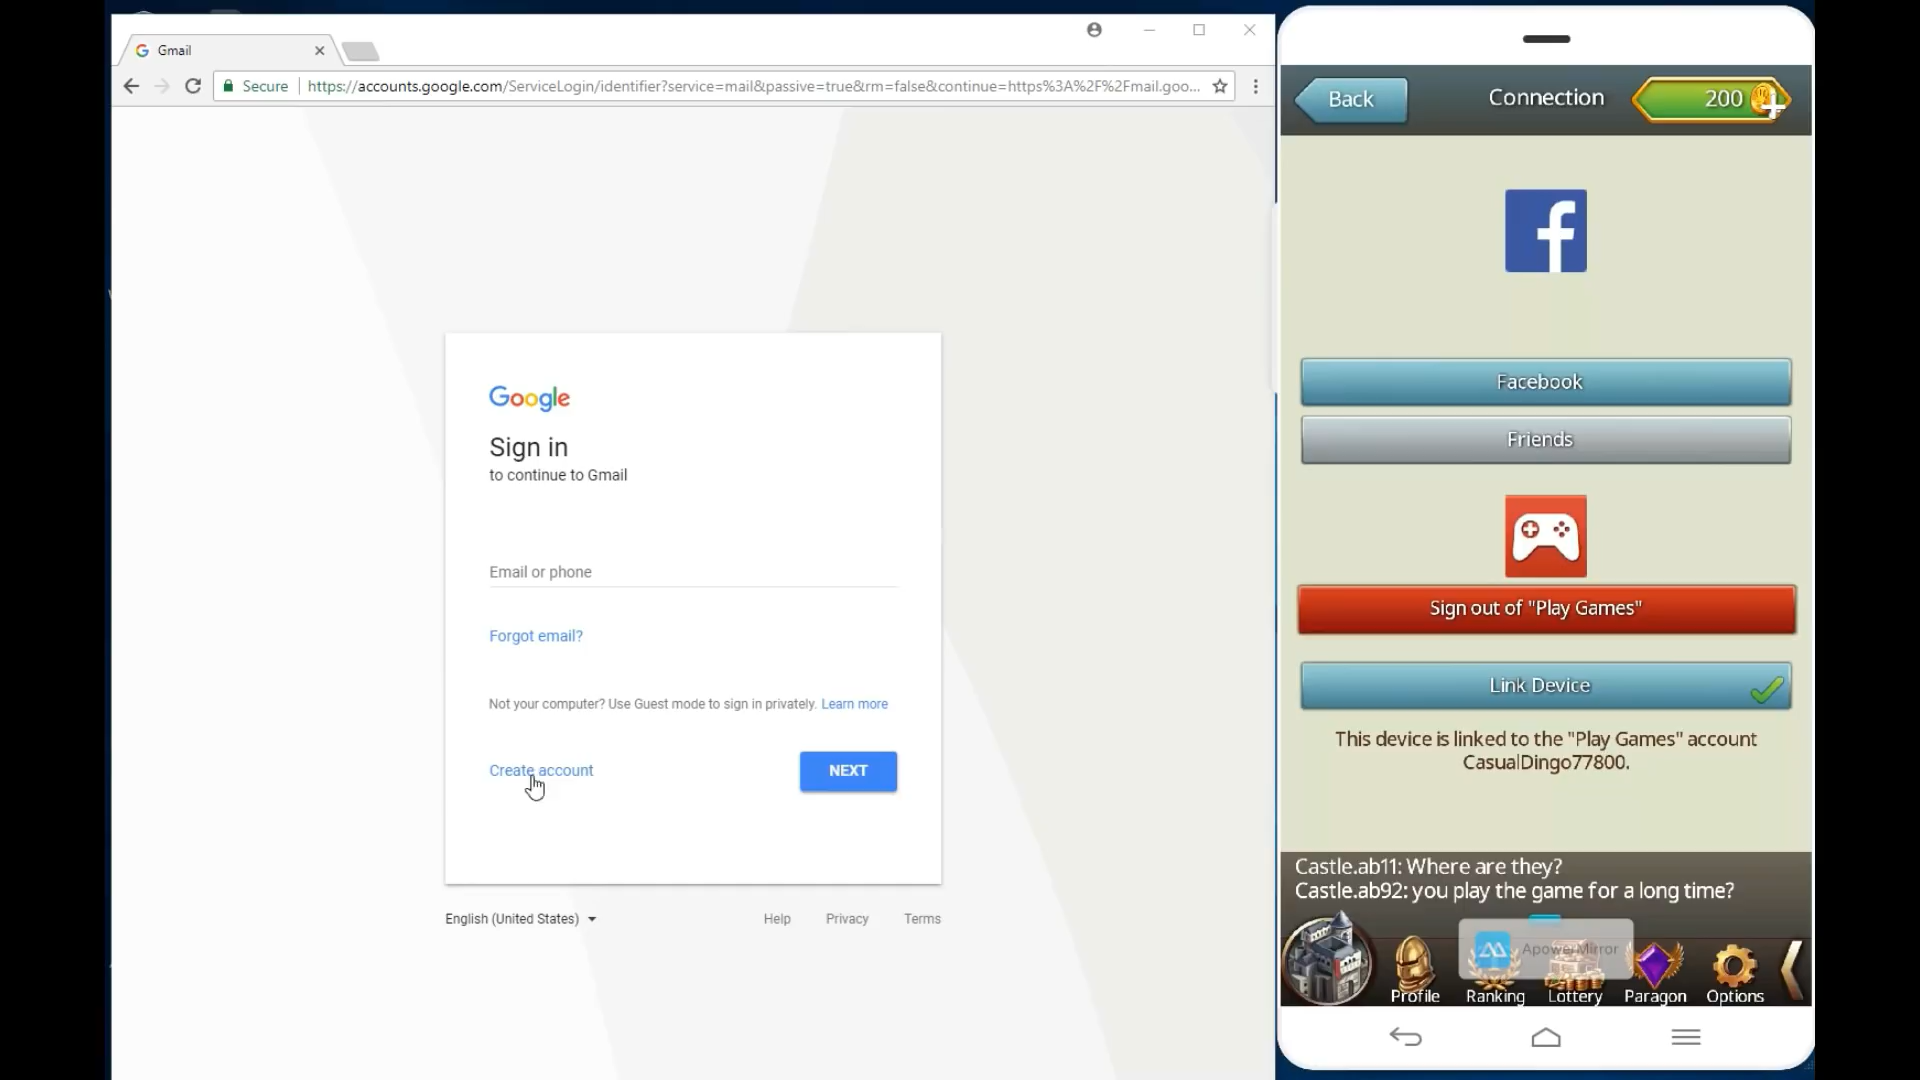 Gmail
Secure
https://accounts.google.com/ServiceLogin/identifier?service=mail&passive=true&rm=false&continue=https%3A%2F%2Fmail.goo...
Google
Sign in
to continue to Gmail
Email or phone
Forgot email?
Not your computer? Use Guest mode to sign in privately. Learn more
Create account
NEXT
English (United States)
Help
Privacy
Terms
Back
Connection
200
f
Facebook
Friends
Sign out of "Play Games"
Link Device
This device is linked to the "Play Games" account
CasualDingo77800.
Castle.ab11: Where are they?
Castle.ab92: you play the game for a long time?
ApowerMirror
Profile
Ranking
Lottery
Paragon
Options